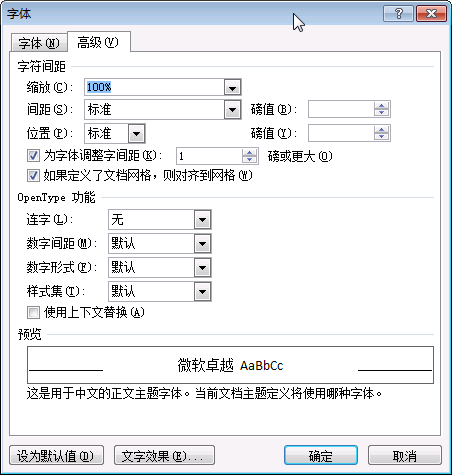 字体
字体(N) 高级(V)
字符间距
缩放(C): 100%
间距(S): 标准 磅值(B):
位置(P): 标准 磅值(Y):
为字体调整字间距(K): 1 磅或更大(O)
如果定义了文档网格，则对齐到网格(W)
OpenType 功能
连字(L): 无
数字间距(M): 默认
数字形式(F): 默认
样式集(T): 默认
使用上下文替换(A)
预览
微软卓越 AaBbCc
这是用于中文的正文主题字体。当前文档主题定义将使用哪种字体。
设为默认值(D) 文字效果(E)... 确定 取消